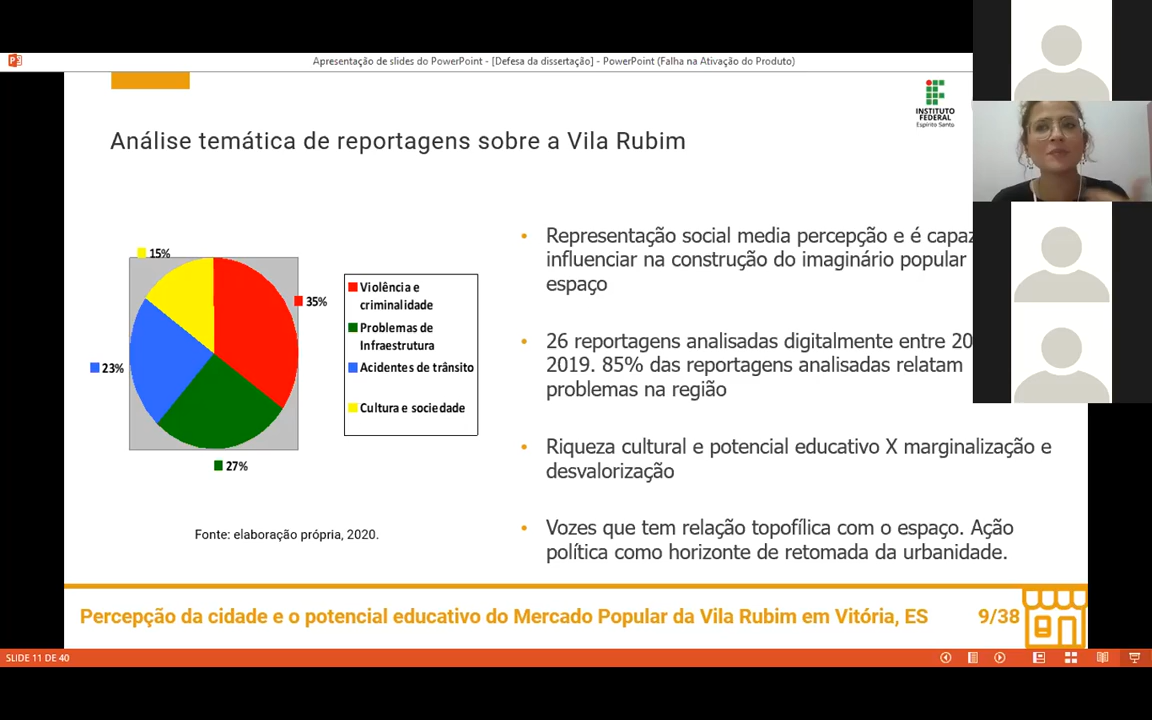 Apresentação de slides do PowerPoint - [Defesa da dissertação] - PowerPoint (Falha na Ativação do Produto)
INSTITUTO
FEDERAL
Espírito Santo
Análise temática de reportagens sobre a Vila Rubim
15%
35%
23%
27%
Violência e
criminalidade
Problemas de
Infraestrutura
Acidentes de trânsito
Cultura e sociedade
Fonte: elaboração própria, 2020.
• Representação social media percepção e é capaz
influenciar na construção do imaginário popular
espaço
• 26 reportagens analisadas digitalmente entre 20
2019. 85% das reportagens analisadas relatam
problemas na região
• Riqueza cultural e potencial educativo X marginalização e
desvalorização
• Vozes que tem relação topofílica com o espaço. Ação
política como horizonte de retomada da urbanidade.
Percepção da cidade e o potencial educativo do Mercado Popular da Vila Rubim em Vitória, ES 9/38
SLIDE 11 DE 40